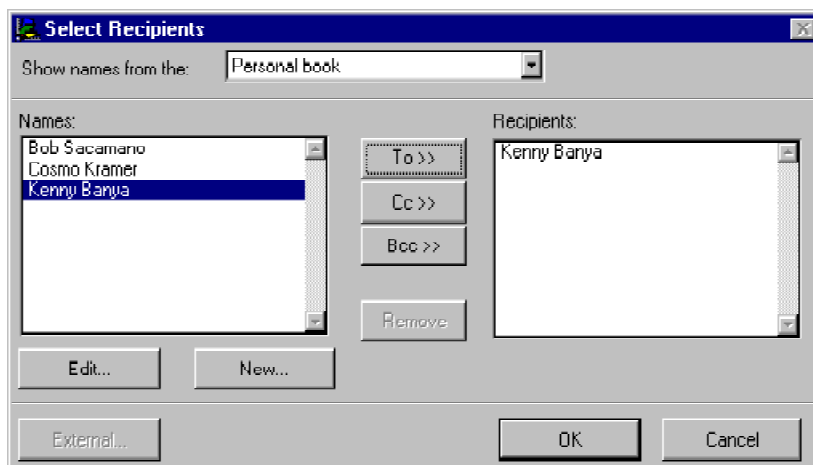 Select Recipients
Show names from the: Personal book
Names:
Bob Sacamano
Cosmo Kramer
Kenny Banya
To >>
Cc >>
Bcc >>
Remove
Recipients:
Kenny Banya
Edit... New...
External... OK Cancel